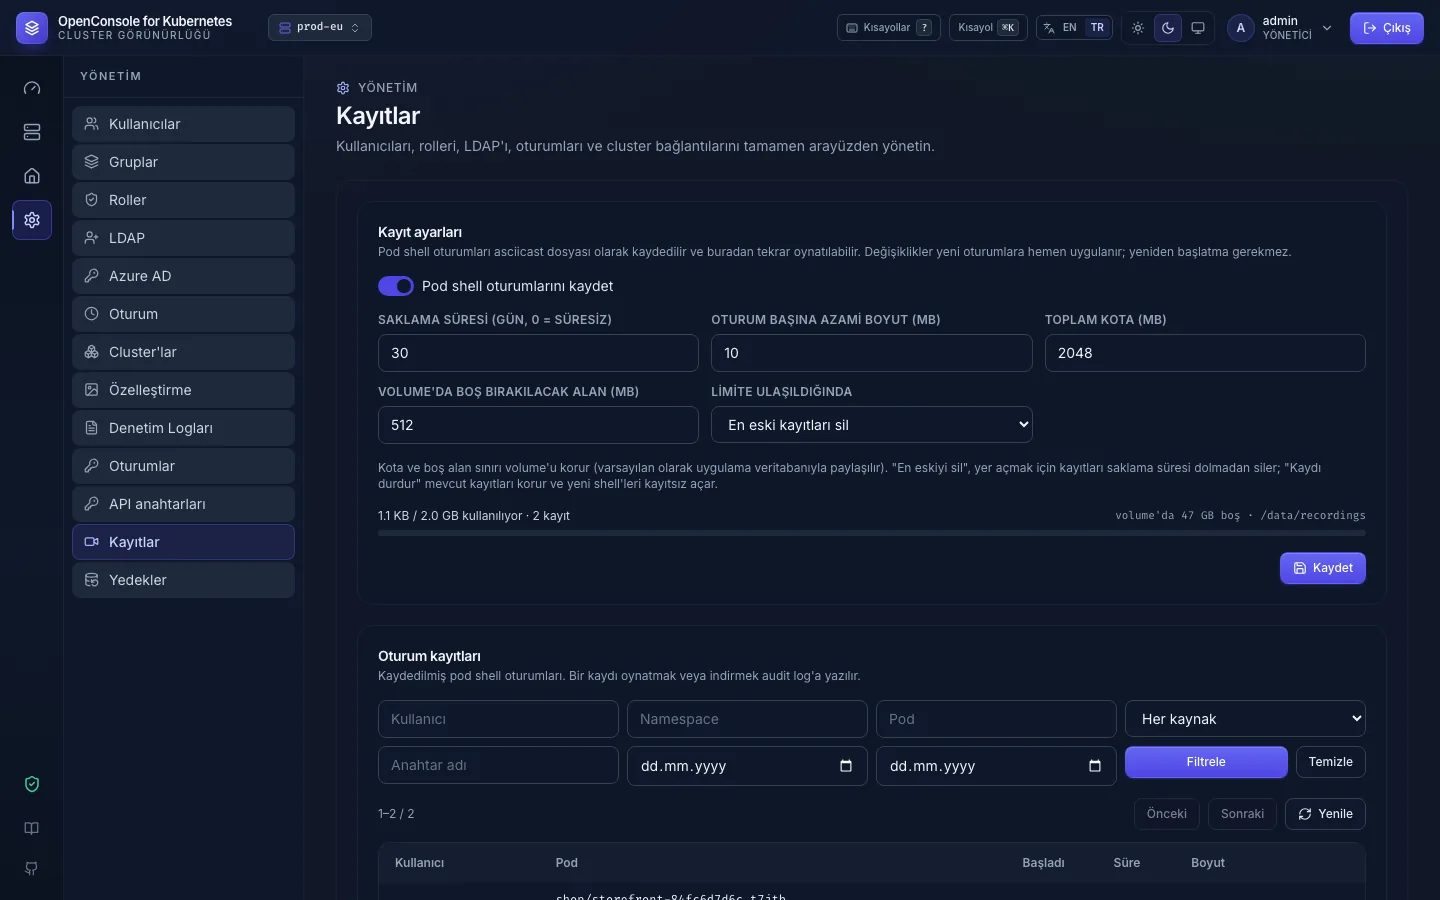 OpenConsole for Kubernetes
CLUSTER GÖRÜNÜRLÜĞÜ
prod-eu
Kısayollar ?
Kısayol ⌘K
EN TR
A
admin
YÖNETİCİ
Çıkış
YÖNETİM
Kullanıcılar
Gruplar
Roller
LDAP
Azure AD
Oturum
Cluster'lar
Özelleştirme
Denetim Logları
Oturumlar
API anahtarları
Kayıtlar
Yedekler
YÖNETİM
Kayıtlar
Kullanıcıları, rolleri, LDAP'ı, oturumları ve cluster bağlantılarını tamamen arayüzden yönetin.
Kayıt ayarları
Pod shell oturumları asciicast dosyası olarak kaydedilir ve buradan tekrar oynatılabilir. Değişiklikler yeni oturumlara hemen uygulanır; yeniden başlatma gerekmez.
Pod shell oturumlarını kaydet
SAKLAMA SÜRESİ (GÜN, 0 = SÜRESİZ)
30
OTURUM BAŞINA AZAMİ BOYUT (MB)
10
TOPLAM KOTA (MB)
2048
VOLUME'DA BOŞ BIRAKILACAK ALAN (MB)
512
LİMİTE ULAŞILDIĞINDA
En eski kayıtları sil
Kota ve boş alan sınırı volume'u korur (varsayılan olarak uygulama veritabanıyla paylaşılır). "En eskiyi sil", yer açmak için kayıtları saklama süresi dolmadan siler; "Kaydı
durdur" mevcut kayıtları korur ve yeni shell'leri kayıtsız açar.
1.1 KB / 2.0 GB kullanılıyor · 2 kayıt
volume'da 47 GB boş · /data/recordings
Kaydet
Oturum kayıtları
Kaydedilmiş pod shell oturumları. Bir kaydı oynatmak veya indirmek audit log'a yazılır.
Kullanıcı
Namespace
Pod
Her kaynak
Anahtar adı
dd.mm.yyyy
dd.mm.yyyy
Filtrele
Temizle
1–2 / 2
Önceki
Sonraki
Yenile
Kullanıcı
Pod
Başladı
Süre
Boyut
shop/storefront-84fc6d7d6c-t7jtb